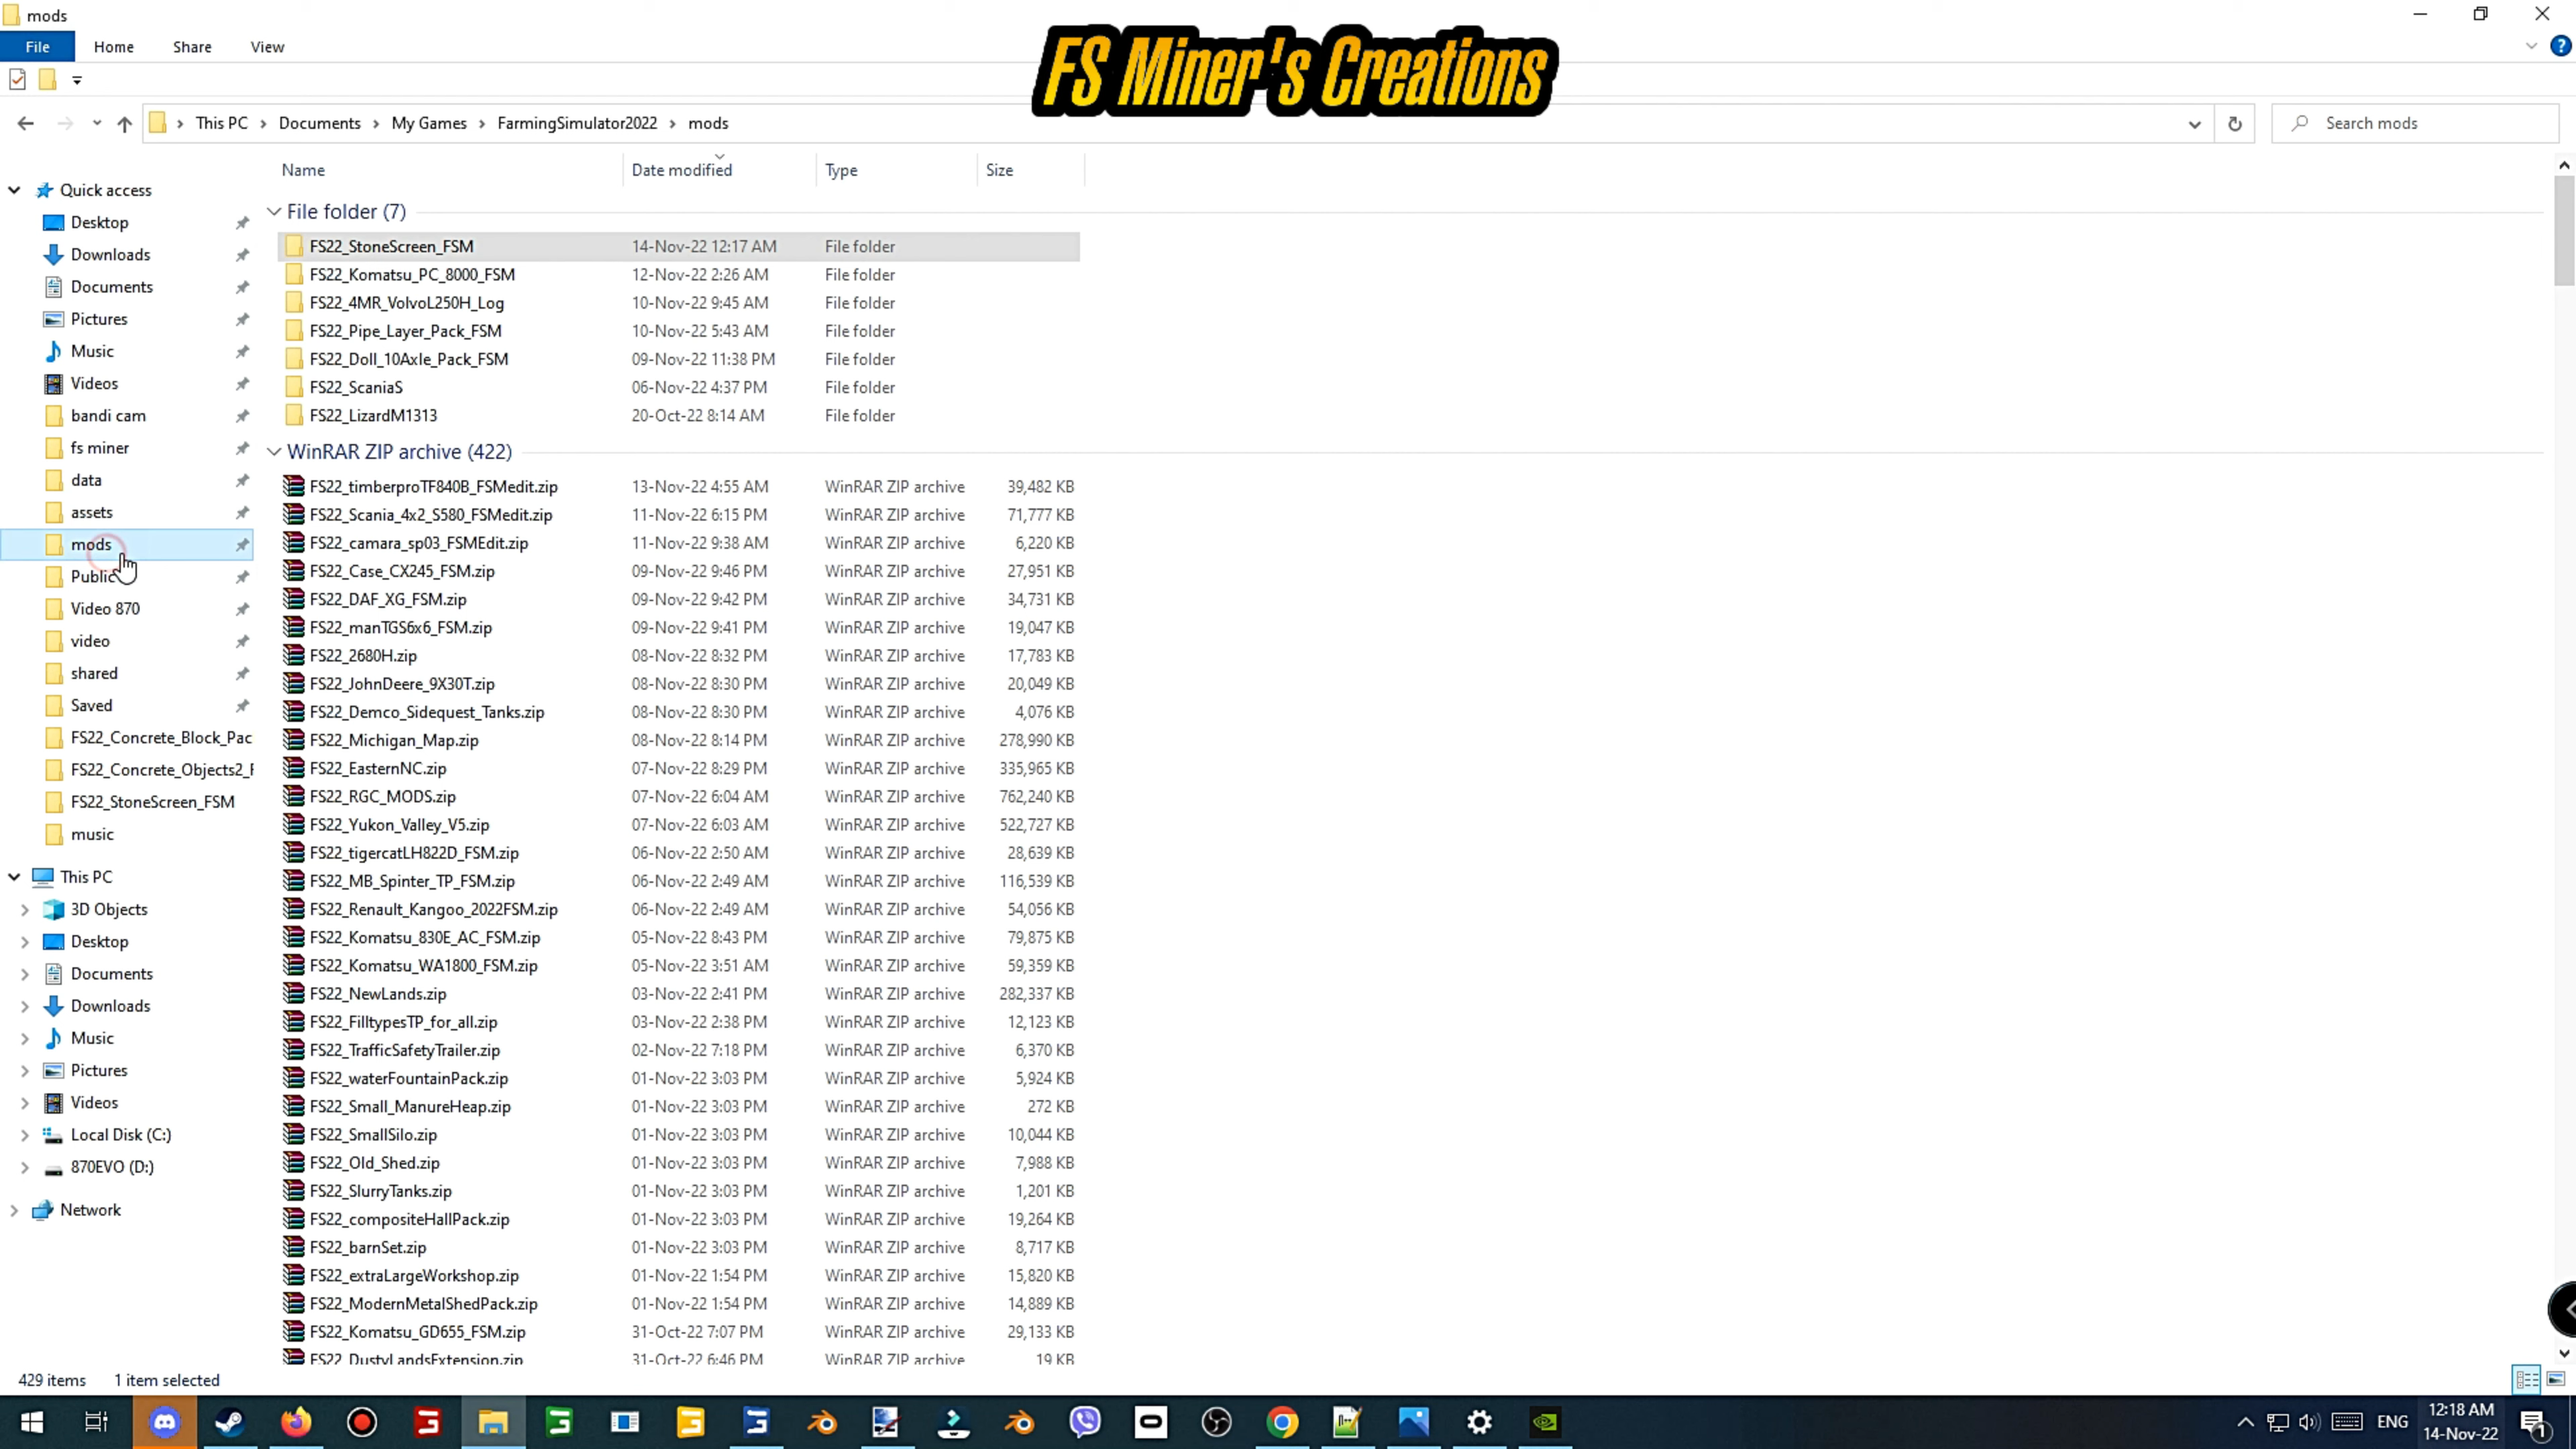 mods
File Home Share View
FS Miner's Creations
This PC > Documents > My Games > FarmingSimulator2022 > mods
Search mods
Name Date modified Type Size
Quick access
Desktop
Downloads
Documents
Pictures
Music
Videos
bandi cam
fs miner
data
assets
mods
Public
Video 870
video
shared
Saved
FS22_Concrete_Block_Pac
FS22_Concrete_Objects2_F
FS22_StoneScreen_FSM
music
This PC
3D Objects
Desktop
Documents
Downloads
Music
Pictures
Videos
Local Disk (C:)
870EVO (D:)
Network
File folder (7)
FS22_StoneScreen_FSM 14-Nov-22 12:17 AM File folder
FS22_Komatsu_PC_8000_FSM 12-Nov-22 2:26 AM File folder
FS22_4MR_VolvoL250H_Log 10-Nov-22 9:45 AM File folder
FS22_Pipe_Layer_Pack_FSM 10-Nov-22 5:43 AM File folder
FS22_Doll_10Axle_Pack_FSM 09-Nov-22 11:38 PM File folder
FS22_ScaniaS 06-Nov-22 4:37 PM File folder
FS22_LizardM1313 20-Oct-22 8:14 AM File folder
WinRAR ZIP archive (422)
FS22_timberproTF840B_FSMedit.zip 13-Nov-22 4:55 AM WinRAR ZIP archive 39,482 KB
FS22_Scania_4x2_S580_FSMedit.zip 11-Nov-22 6:15 PM WinRAR ZIP archive 71,777 KB
FS22_camara_sp03_FSMEdit.zip 11-Nov-22 9:38 AM WinRAR ZIP archive 6,220 KB
FS22_Case_CX245_FSM.zip 09-Nov-22 9:46 PM WinRAR ZIP archive 27,951 KB
FS22_DAF_XG_FSM.zip 09-Nov-22 9:42 PM WinRAR ZIP archive 34,731 KB
FS22_manTGS6x6_FSM.zip 09-Nov-22 9:41 PM WinRAR ZIP archive 19,047 KB
FS22_2680H.zip 08-Nov-22 8:32 PM WinRAR ZIP archive 17,783 KB
FS22_JohnDeere_9X30T.zip 08-Nov-22 8:30 PM WinRAR ZIP archive 20,049 KB
FS22_Demco_Sidequest_Tanks.zip 08-Nov-22 8:30 PM WinRAR ZIP archive 4,076 KB
FS22_Michigan_Map.zip 08-Nov-22 8:14 PM WinRAR ZIP archive 278,990 KB
FS22_EasternNC.zip 07-Nov-22 8:29 PM WinRAR ZIP archive 335,965 KB
FS22_RGC_MODS.zip 07-Nov-22 6:04 AM WinRAR ZIP archive 762,240 KB
FS22_Yukon_Valley_V5.zip 07-Nov-22 6:03 AM WinRAR ZIP archive 522,727 KB
FS22_tigercatLH822D_FSM.zip 06-Nov-22 2:50 AM WinRAR ZIP archive 28,639 KB
FS22_MB_Spinter_TP_FSM.zip 06-Nov-22 2:49 AM WinRAR ZIP archive 116,539 KB
FS22_Renault_Kangoo_2022FSM.zip 06-Nov-22 2:49 AM WinRAR ZIP archive 54,056 KB
FS22_Komatsu_830E_AC_FSM.zip 05-Nov-22 8:43 PM WinRAR ZIP archive 79,875 KB
FS22_Komatsu_WA1800_FSM.zip 05-Nov-22 3:51 AM WinRAR ZIP archive 59,359 KB
FS22_NewLands.zip 03-Nov-22 2:41 PM WinRAR ZIP archive 282,337 KB
FS22_FilltypesTP_for_all.zip 03-Nov-22 2:38 PM WinRAR ZIP archive 12,123 KB
FS22_TrafficSafetyTrailer.zip 02-Nov-22 7:18 PM WinRAR ZIP archive 6,370 KB
FS22_waterFountainPack.zip 01-Nov-22 3:03 PM WinRAR ZIP archive 5,924 KB
FS22_Small_ManureHeap.zip 01-Nov-22 3:03 PM WinRAR ZIP archive 272 KB
FS22_SmallSilo.zip 01-Nov-22 3:03 PM WinRAR ZIP archive 10,044 KB
FS22_Old_Shed.zip 01-Nov-22 3:03 PM WinRAR ZIP archive 7,988 KB
FS22_SlurryTanks.zip 01-Nov-22 3:03 PM WinRAR ZIP archive 1,201 KB
FS22_compositeHallPack.zip 01-Nov-22 3:03 PM WinRAR ZIP archive 19,264 KB
FS22_barnSet.zip 01-Nov-22 3:03 PM WinRAR ZIP archive 8,717 KB
FS22_extraLargeWorkshop.zip 01-Nov-22 1:54 PM WinRAR ZIP archive 15,820 KB
FS22_ModernMetalShedPack.zip 01-Nov-22 1:54 PM WinRAR ZIP archive 14,889 KB
FS22_Komatsu_GD655_FSM.zip 31-Oct-22 7:07 PM WinRAR ZIP archive 29,133 KB
FS22_DustyLandsExtension.zip 31-Oct-22 6:46 PM WinRAR ZIP archive 19 KB
429 items 1 item selected
ENG
12:18 AM
14-Nov-22
1